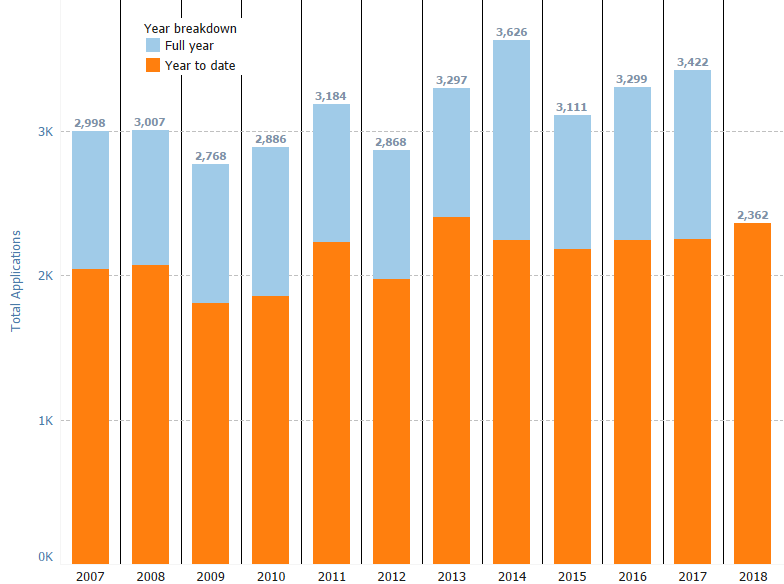 Year breakdown
Full year
Year to date
3,626
3,422
3,297
3,299
3,184
3,111
2,998
3,007
2,886
2,868
2,768
2,362
3K
2K
1K
0K
Total Applications
2007 2008 2009 2010 2011 2012 2013 2014 2015 2016 2017 2018